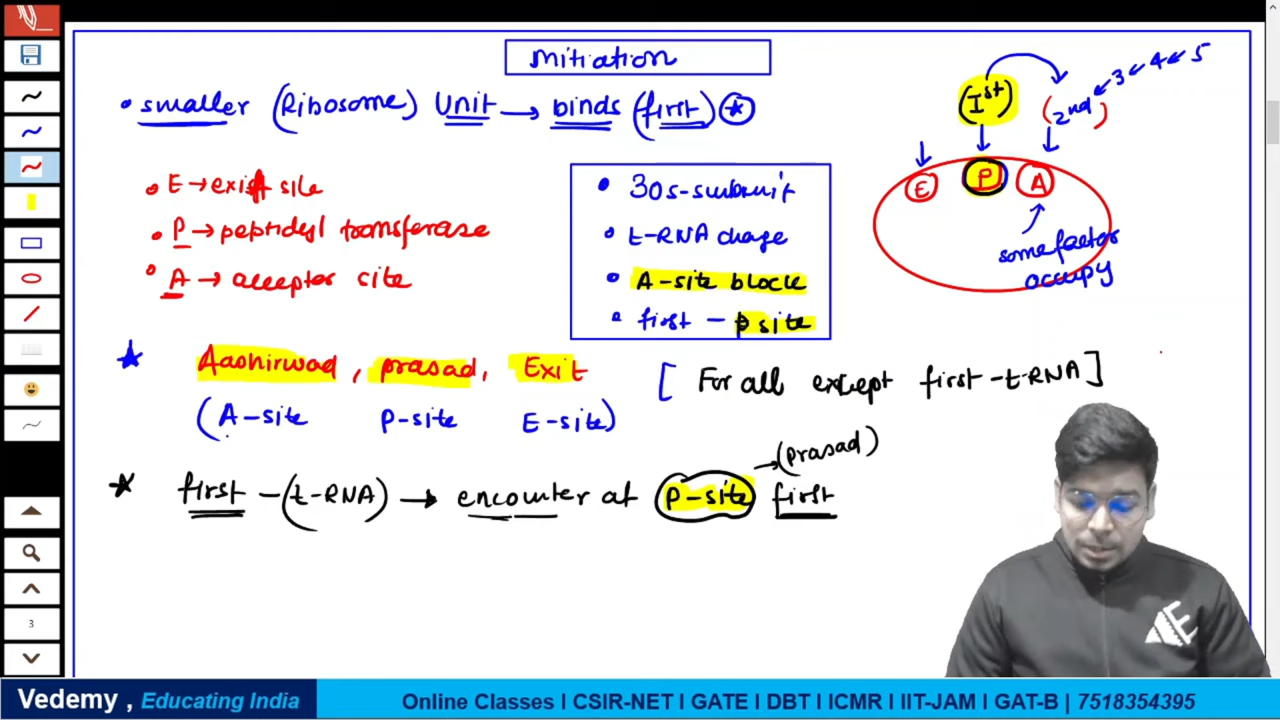 Initiation
• smaller (Ribosome) Unit → binds (first) ★
• E → exist site
• P → peptidyl transferase
• A → acceptor site
• 30s-subunit
• t-RNA charge
• A-site block
• first - p site
(Ist)
(2nd) ← 3 ← 4 ← 5
E P A
some factor
occupy
★ Aashirwad, prasad, Exit
(A-site P-site E-site)
[For all except first-t-RNA]
★ first - (t-RNA) → encounter at P-site first
→ (prasad)
3
Vedemy , Educating India
Online Classes I CSIR-NET I GATE I DBT I ICMR I IIT-JAM I GAT-B I 7518354395